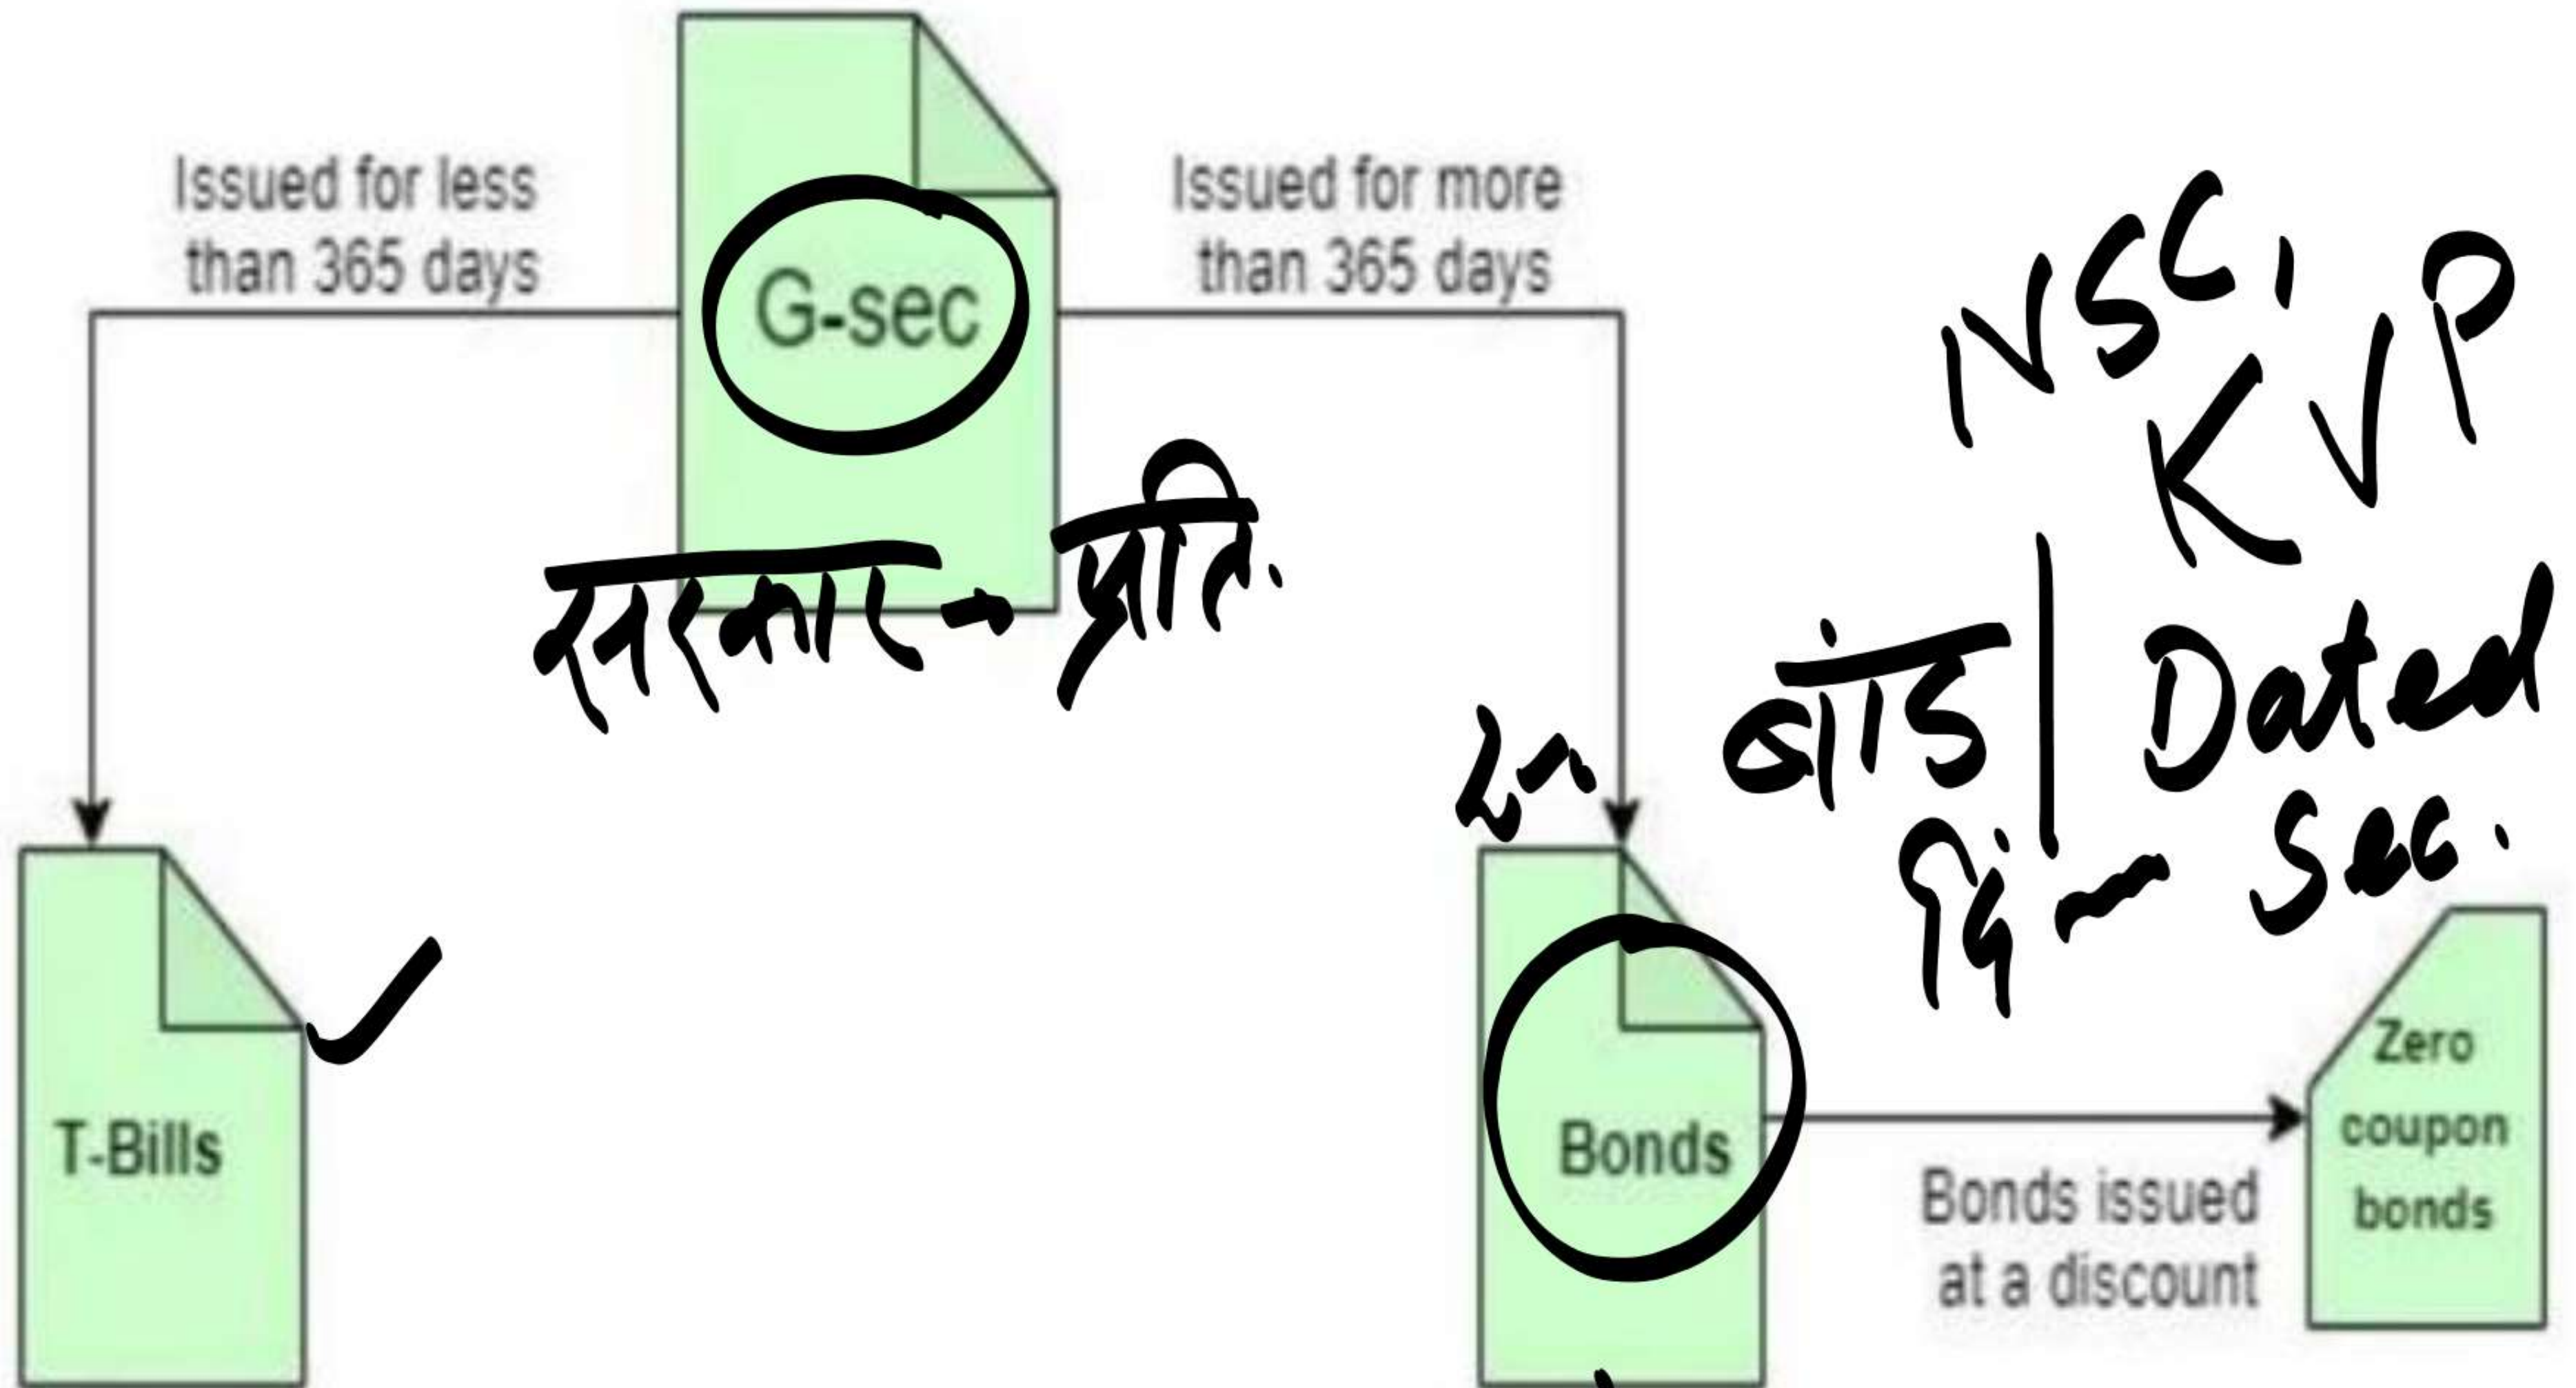 Issued for less
than 365 days
G-sec
Issued for more
than 365 days
NSC,
KVP
सरकार - प्रति.
बांड | Dated
Sec.
T-Bills
Bonds
Bonds issued
at a discount
Zero
coupon
bonds